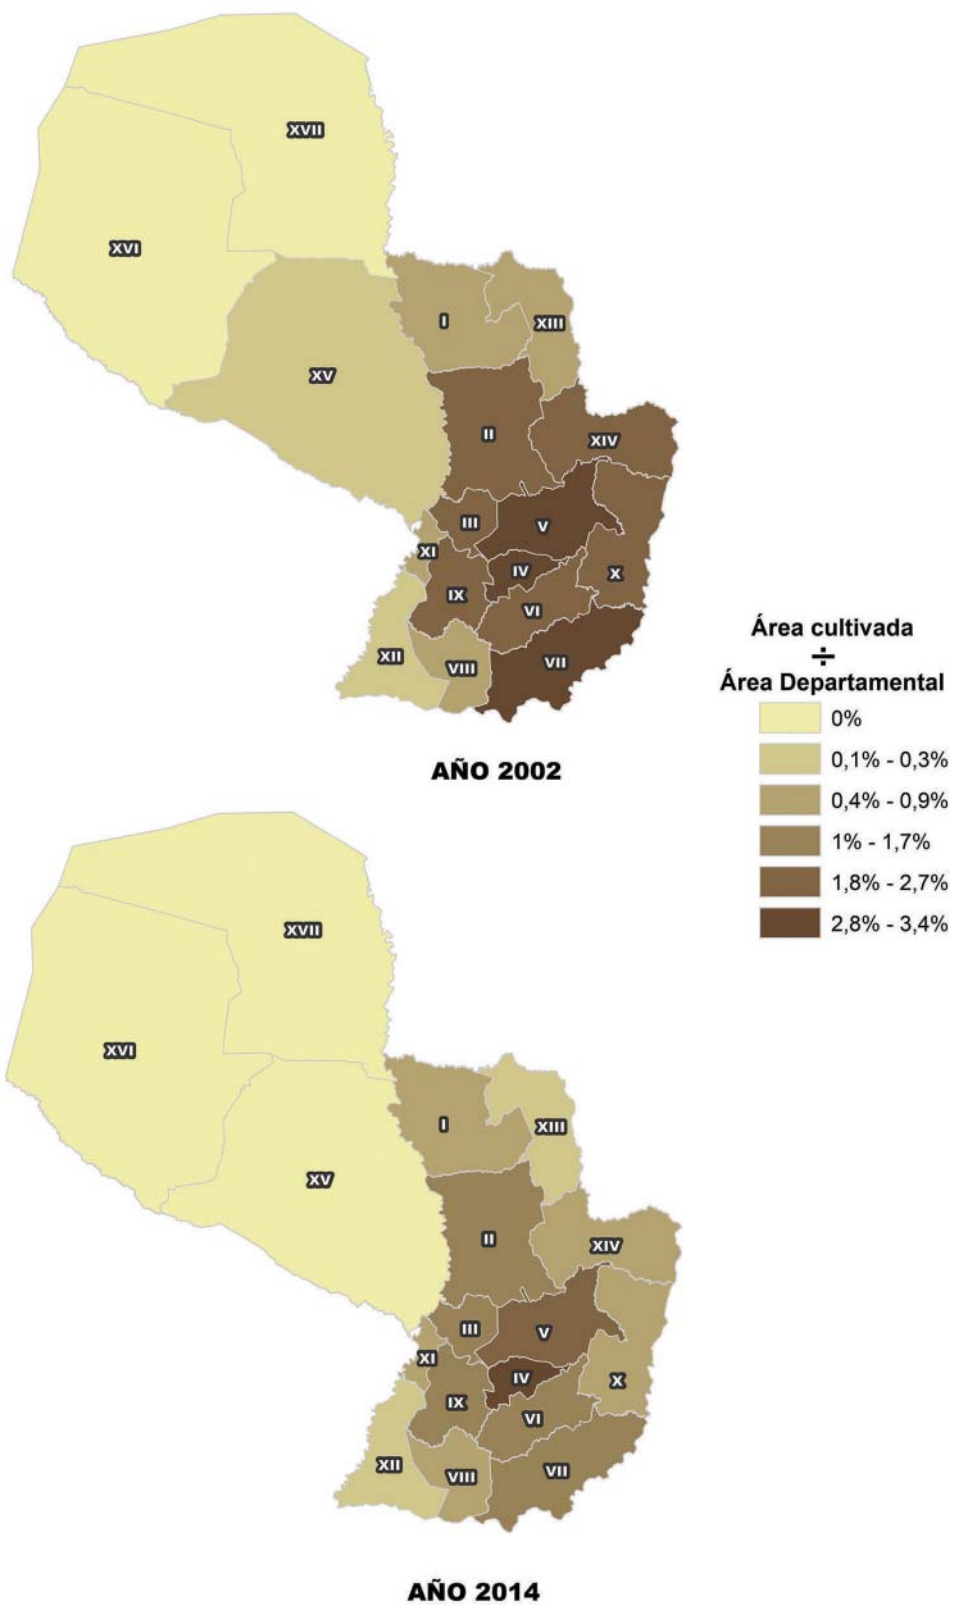 XVII
XVI
I
XIII
XV
II
XIV
III
V
XI
IV
X
IX
VI
XII
VIII
VII
AÑO 2002
Área cultivada
÷
Área Departamental
0%
0,1% - 0,3%
0,4% - 0,9%
1% - 1,7%
1,8% - 2,7%
2,8% - 3,4%
XVII
XVI
I
XIII
XV
II
XIV
III
V
XI
IV
X
IX
VI
XII
VIII
VII
AÑO 2014